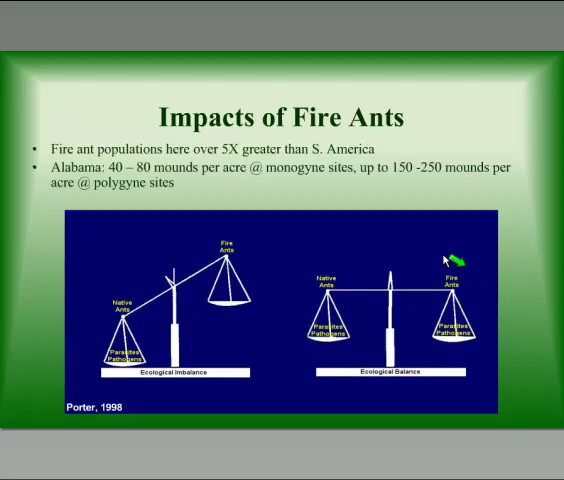 Impacts of Fire Ants
• Fire ant populations here over 5X greater than S. America
• Alabama: 40 – 80 mounds per acre @ monogyne sites, up to 150 -250 mounds per
acre @ polygyne sites
Fire
Ants
Native
Ants
Parasites
Pathogens
Ecological Imbalance
Native
Ants
Fire
Ants
Parasites
Pathogens
Parasites
Pathogens
Ecological Balance
Porter, 1998